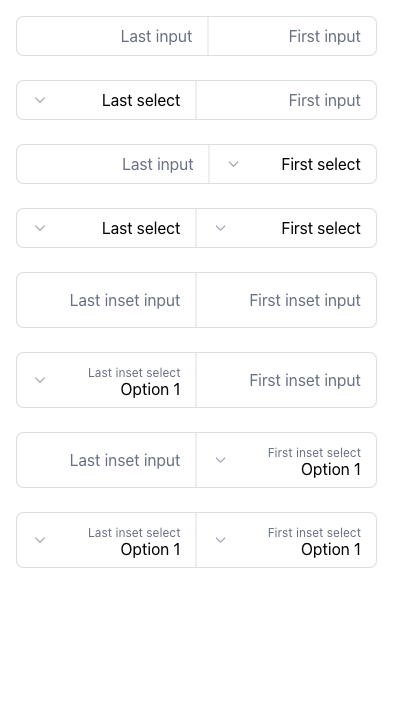 Last input First input
Last select First input
Last input First select
Last select First select
Last inset input First inset input
Last inset select
Option 1
First inset input
Last inset input
First inset select
Option 1
Last inset select First inset select
Option 1 Option 1